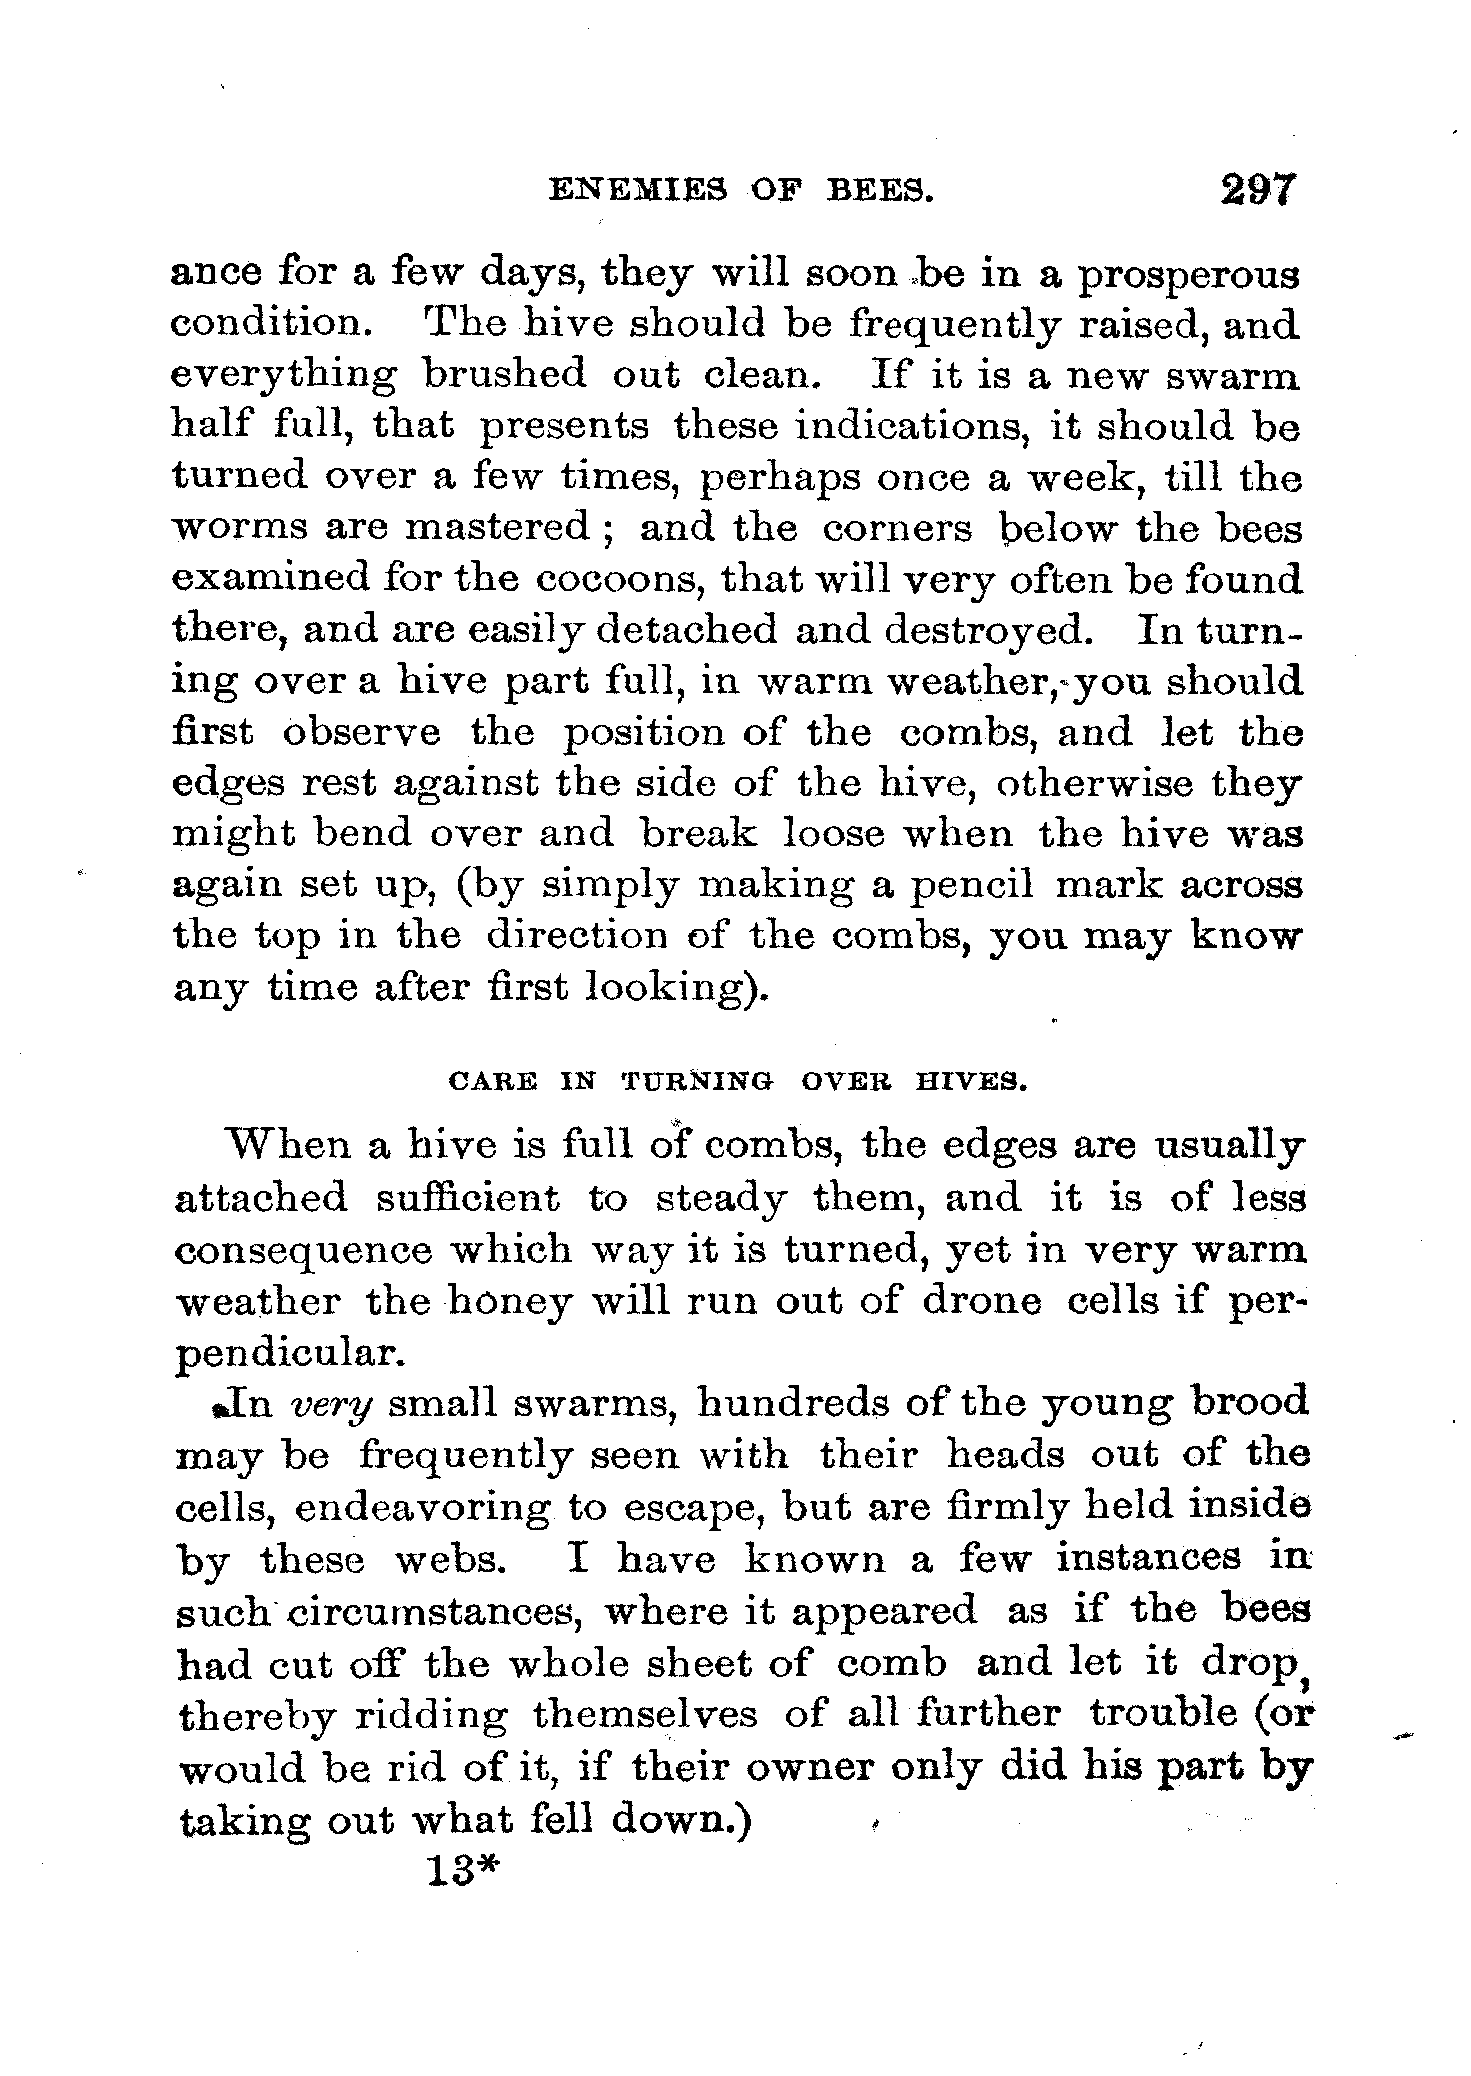 ENEMIES OF BEES. 297
ance for a few days, they will soon be in a prosperous
condition. The hive should be frequently raised, and
everything brushed out clean. If it is a new swarm
half full, that presents these indications, it should be
turned over a few times, perhaps once a week, till the
worms are mastered ; and the corners below the bees
examined for the cocoons, that will very often be found
there, and are easily detached and destroyed. In turn-
ing over a hive part full, in warm weather, you should
first observe the position of the combs, and let the
edges rest against the side of the hive, otherwise they
might bend over and break loose when the hive was
again set up, (by simply making a pencil mark across
the top in the direction of the combs, you may know
any time after first looking).
CARE IN TURNING OVER HIVES.
When a hive is full of combs, the edges are usually
attached sufficient to steady them, and it is of less
consequence which way it is turned, yet in very warm
weather the honey will run out of drone cells if per-
pendicular.
In very small swarms, hundreds of the young brood
may be frequently seen with their heads out of the
cells, endeavoring to escape, but are firmly held inside
by these webs. I have known a few instances in
such circumstances, where it appeared as if the bees
had cut off the whole sheet of comb and let it drop,
thereby ridding themselves of all further trouble (or
would be rid of it, if their owner only did his part by
taking out what fell down.)
13*